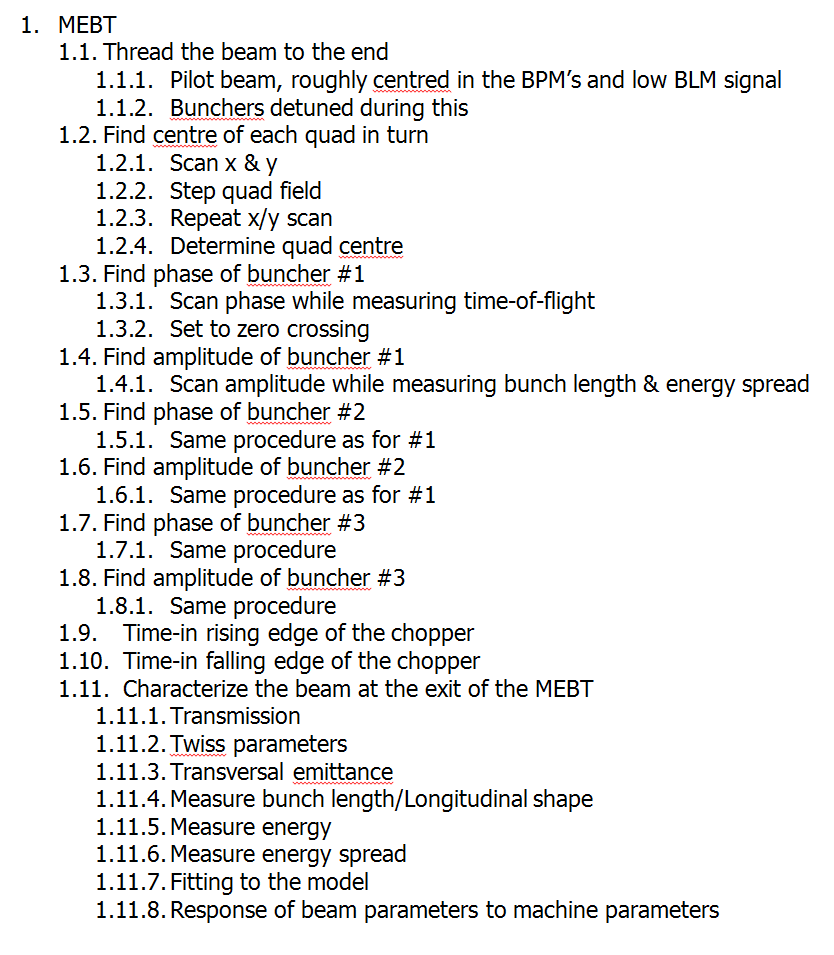 1. MEBT
1.1. Thread the beam to the end
1.1.1. Pilot beam, roughly centred in the BPM’s and low BLM signal
1.1.2. Bunchers detuned during this
1.2. Find centre of each quad in turn
1.2.1. Scan x & y
1.2.2. Step quad field
1.2.3. Repeat x/y scan
1.2.4. Determine quad centre
1.3. Find phase of buncher #1
1.3.1. Scan phase while measuring time-of-flight
1.3.2. Set to zero crossing
1.4. Find amplitude of buncher #1
1.4.1. Scan amplitude while measuring bunch length & energy spread
1.5. Find phase of buncher #2
1.5.1. Same procedure as for #1
1.6. Find amplitude of buncher #2
1.6.1. Same procedure as for #1
1.7. Find phase of buncher #3
1.7.1. Same procedure
1.8. Find amplitude of buncher #3
1.8.1. Same procedure
1.9. Time-in rising edge of the chopper
1.10. Time-in falling edge of the chopper
1.11. Characterize the beam at the exit of the MEBT
1.11.1. Transmission
1.11.2. Twiss parameters
1.11.3. Transversal emittance
1.11.4. Measure bunch length/Longitudinal shape
1.11.5. Measure energy
1.11.6. Measure energy spread
1.11.7. Fitting to the model
1.11.8. Response of beam parameters to machine parameters